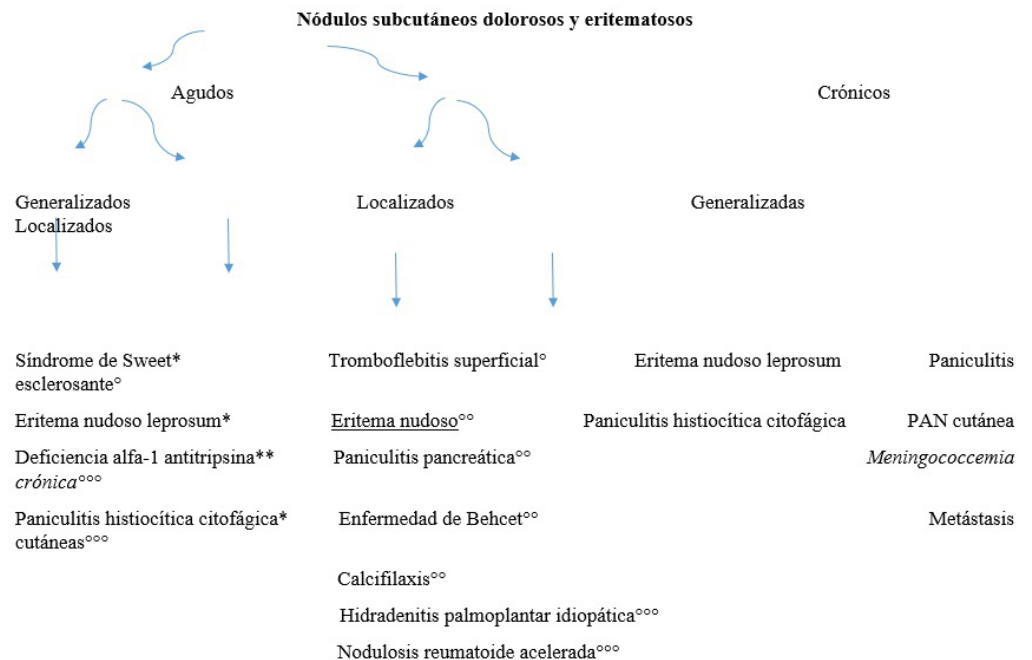 Nódulos subcutáneos dolorosos y eritematosos
Agudos Crónicos
Generalizados Localizados Generalizadas
Localizados
Síndrome de Sweet* Tromboflebitis superficial° Eritema nudoso leprosum Paniculitis
esclerosante°
Eritema nudoso leprosum* Eritema nudoso°° Paniculitis histiocítica citofágica PAN cutánea
Deficiencia alfa-1 antitripsina** Paniculitis pancreática°° Meningococcemia
crónica°°°
Paniculitis histiocítica citofágica* Enfermedad de Behcet°° Metástasis
cutáneas°°°
Calcifilaxis°°
Hidradenitis palmoplantar idiopática°°°
Nodulosis reumatoide acelerada°°°